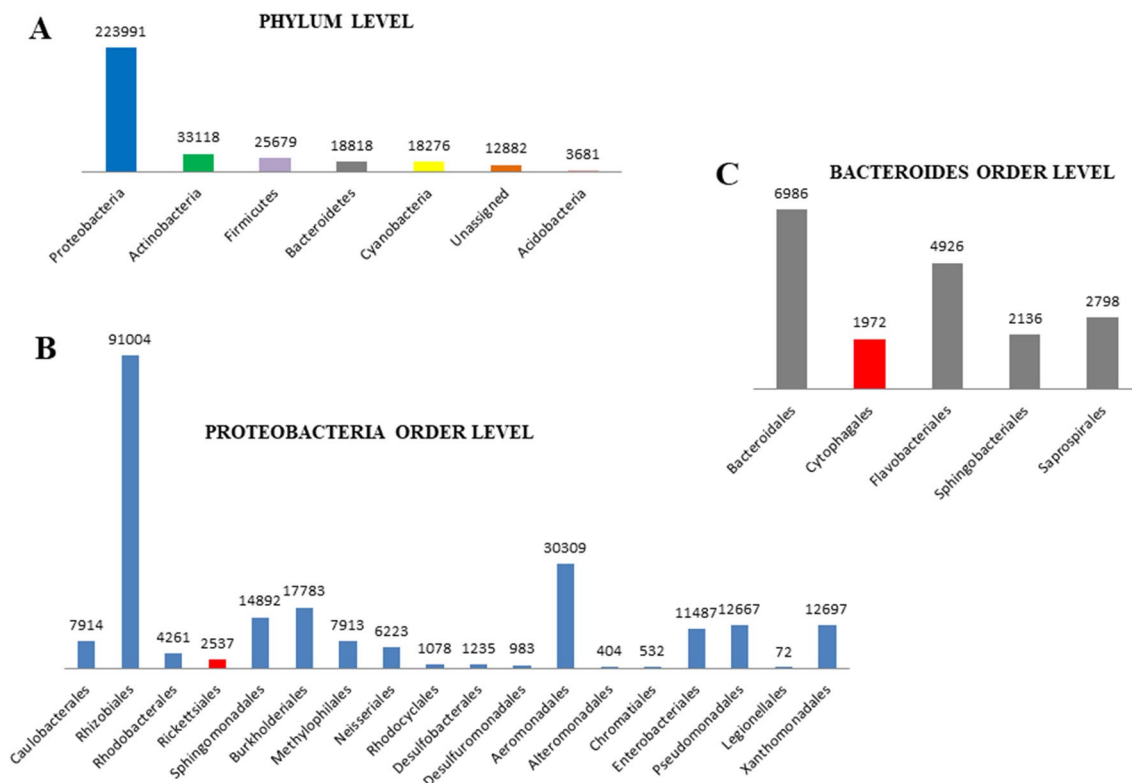 A
PHYLUM LEVEL
223991
33118
25679
18818
18276
12882
3681
Proteobacteria
Actinobacteria
Firmicutes
Bacteroidetes
Cyanobacteria
Unassigned
Acidobacteria
C
BACTEROIDES ORDER LEVEL
6986
1972
4926
2136
2798
Bacteroidales
Cytophagales
Flavobacteriales
Sphingobacteriales
Saprospirales
B
PROTEOBACTERIA ORDER LEVEL
7914
91004
4261
2537
14892
17783
7913
6223
1078
1235
983
30309
404
532
11487
12667
72
12697
Caulobacterales
Rhizobiales
Rhodobacterales
Rickettsiales
Sphingomonadales
Burkholderiales
Methylophilales
Neisseriales
Rhodocyclales
Desulfobacterales
Desulfuromonadales
Aeromonadales
Alteromonadales
Chromatiales
Enterobacteriales
Pseudomonadales
Legionellales
Xanthomonadales